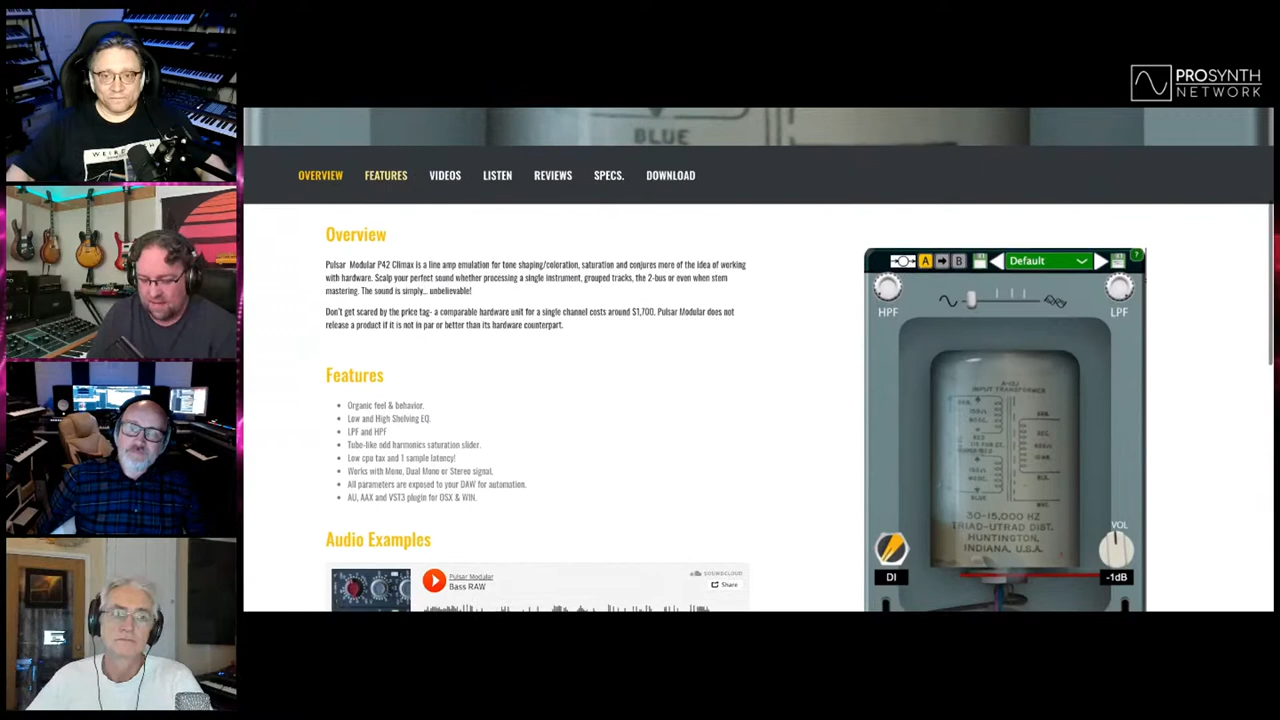 PROSYNTH
NETWORK
BLUE
OVERVIEW FEATURES VIDEOS LISTEN REVIEWS SPECS. DOWNLOAD
Overview
Pulsar Modular P42 Climax is a line amp emulation for tone shaping/coloration, saturation and conjures more of the idea of working
with hardware. Scalp your perfect sound whether processing a single instrument, grouped tracks, the 2-bus or even when stem
mastering. The sound is simply... unbelievable!
Don't get scared by the price tag- a comparable hardware unit for a single channel costs around $1,700. Pulsar Modular does not
release a product if it is not in par or better than its hardware counterpart.
Features
Organic feel & behavior.
Low and High Shelving EQ.
LPF and HPF
Tube-like odd harmonics saturation slider.
Low cpu tax and 1 sample latency!
Works with Mono, Dual Mono or Stereo signal.
All parameters are exposed to your DAW for automation.
AU, AAX and VST3 plugin for OSX & WIN.
Audio Examples
Pulsar Modular
Bass RAW
SOUNDCLOUD
Share
A B Default ?
HPF LPF
INPUT TRANSFORMER
RED
BLUE
30-15,000 HZ
TRIAD-UTRAD DIST.
HUNTINGTON,
INDIANA, U.S.A.
VOL
DI -1dB